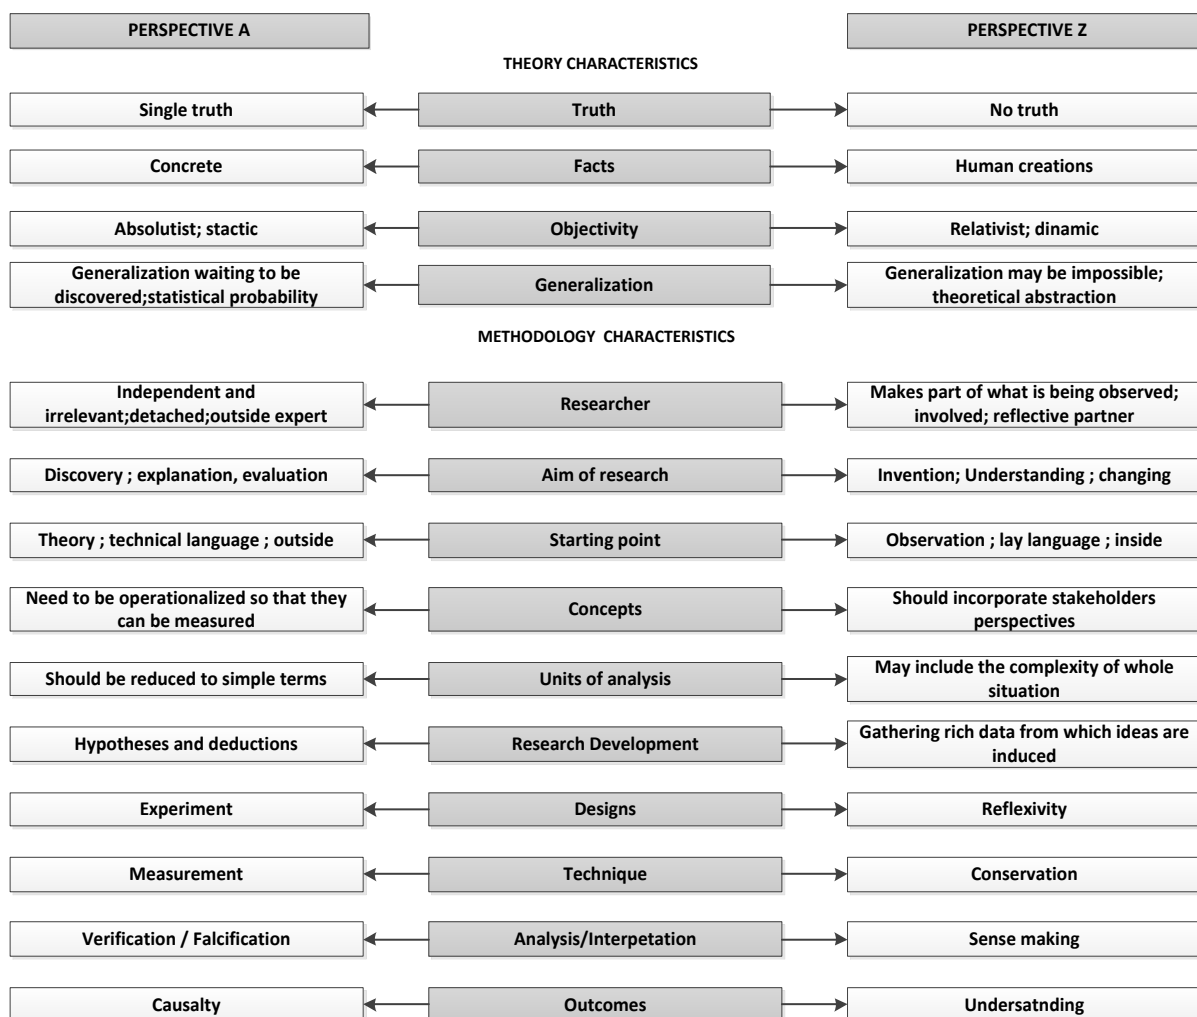 PERSPECTIVE A
PERSPECTIVE Z
THEORY CHARACTERISTICS
Single truth
Truth
No truth
Concrete
Facts
Human creations
Absolutist; stactic
Objectivity
Relativist; dinamic
Generalization waiting to be
discovered;statistical probability
Generalization
Generalization may be impossible;
theoretical abstraction
METHODOLOGY CHARACTERISTICS
Independent and
irrelevant;detached;outside expert
Researcher
Makes part of what is being observed;
involved; reflective partner
Discovery ; explanation, evaluation
Aim of research
Invention; Understanding ; changing
Theory ; technical language ; outside
Starting point
Observation ; lay language ; inside
Need to be operationalized so that they
can be measured
Concepts
Should incorporate stakeholders
perspectives
Should be reduced to simple terms
Units of analysis
May include the complexity of whole
situation
Hypotheses and deductions
Research Development
Gathering rich data from which ideas are
induced
Experiment
Designs
Reflexivity
Measurement
Technique
Conservation
Verification / Falcification
Analysis/Interpetation
Sense making
Causalty
Outcomes
Undersatnding